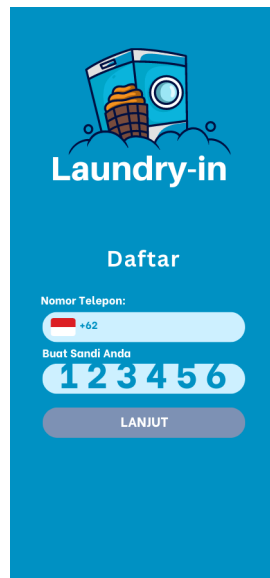 Laundry-in
Daftar
Nomor Telepon:
+62
Buat Sandi Anda
1 2 3 4 5 6
LANJUT